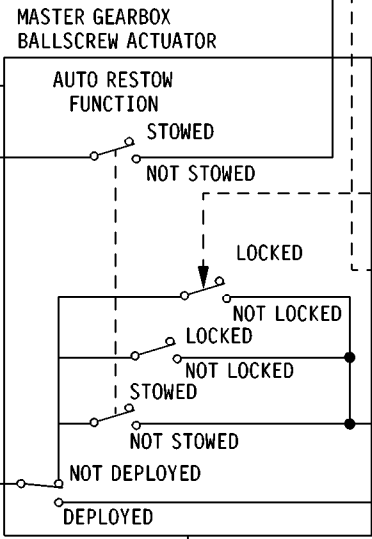 MASTER GEARBOX
BALLSCREW ACTUATOR
AUTO RESTOW
FUNCTION
STOWED
NOT STOWED
LOCKED
NOT LOCKED
LOCKED
NOT LOCKED
STOWED
NOT STOWED
NOT DEPLOYED
DEPLOYED